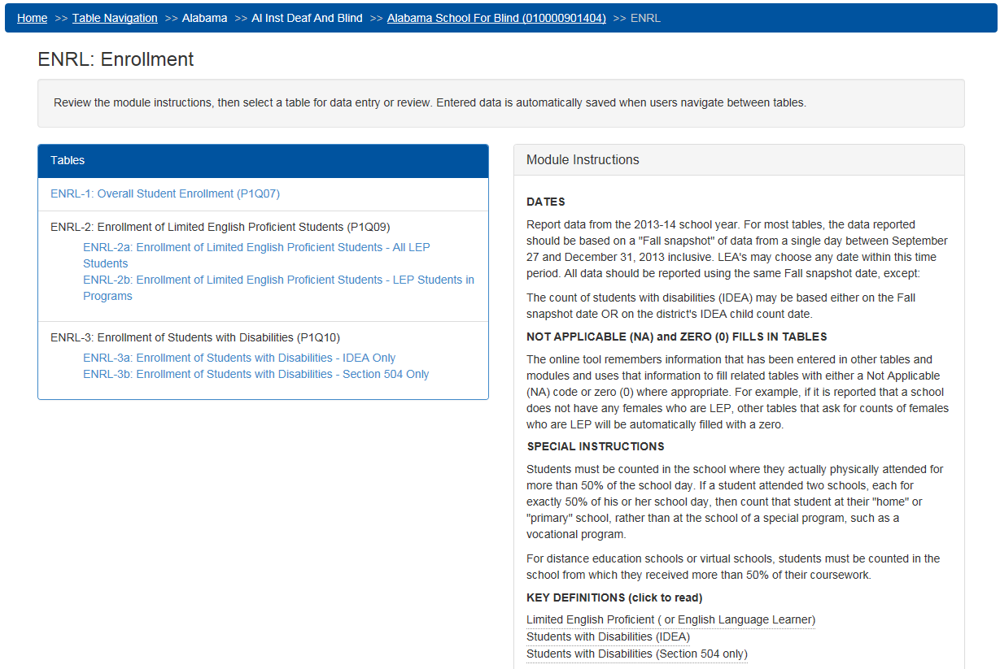 Home >> Table Navigation >> Alabama >> Al Inst Deaf And Blind >> Alabama School For Blind (010000901404) >> ENRL
ENRL: Enrollment
Review the module instructions, then select a table for data entry or review. Entered data is automatically saved when users navigate between tables.
Tables
ENRL-1: Overall Student Enrollment (P1Q07)
ENRL-2: Enrollment of Limited English Proficient Students (P1Q09)
ENRL-2a: Enrollment of Limited English Proficient Students - All LEP
Students
ENRL-2b: Enrollment of Limited English Proficient Students - LEP Students in
Programs
ENRL-3: Enrollment of Students with Disabilities (P1Q10)
ENRL-3a: Enrollment of Students with Disabilities - IDEA Only
ENRL-3b: Enrollment of Students with Disabilities - Section 504 Only
Module Instructions
DATES
Report data from the 2013-14 school year. For most tables, the data reported
should be based on a "Fall snapshot" of data from a single day between September
27 and December 31, 2013 inclusive. LEA's may choose any date within this time
period. All data should be reported using the same Fall snapshot date, except:
The count of students with disabilities (IDEA) may be based either on the Fall
snapshot date OR on the district's IDEA child count date.
NOT APPLICABLE (NA) and ZERO (0) FILLS IN TABLES
The online tool remembers information that has been entered in other tables and
modules and uses that information to fill related tables with either a Not Applicable
(NA) code or zero (0) where appropriate. For example, if it is reported that a school
does not have any females who are LEP, other tables that ask for counts of females
who are LEP will be automatically filled with a zero.
SPECIAL INSTRUCTIONS
Students must be counted in the school where they actually physically attended for
more than 50% of the school day. If a student attended two schools, each for
exactly 50% of his or her school day, then count that student at their "home" or
"primary" school, rather than at the school of a special program, such as a
vocational program.
For distance education schools or virtual schools, students must be counted in the
school from which they received more than 50% of their coursework.
KEY DEFINITIONS (click to read)
Limited English Proficient ( or English Language Learner)
Students with Disabilities (IDEA)
Students with Disabilities (Section 504 only)